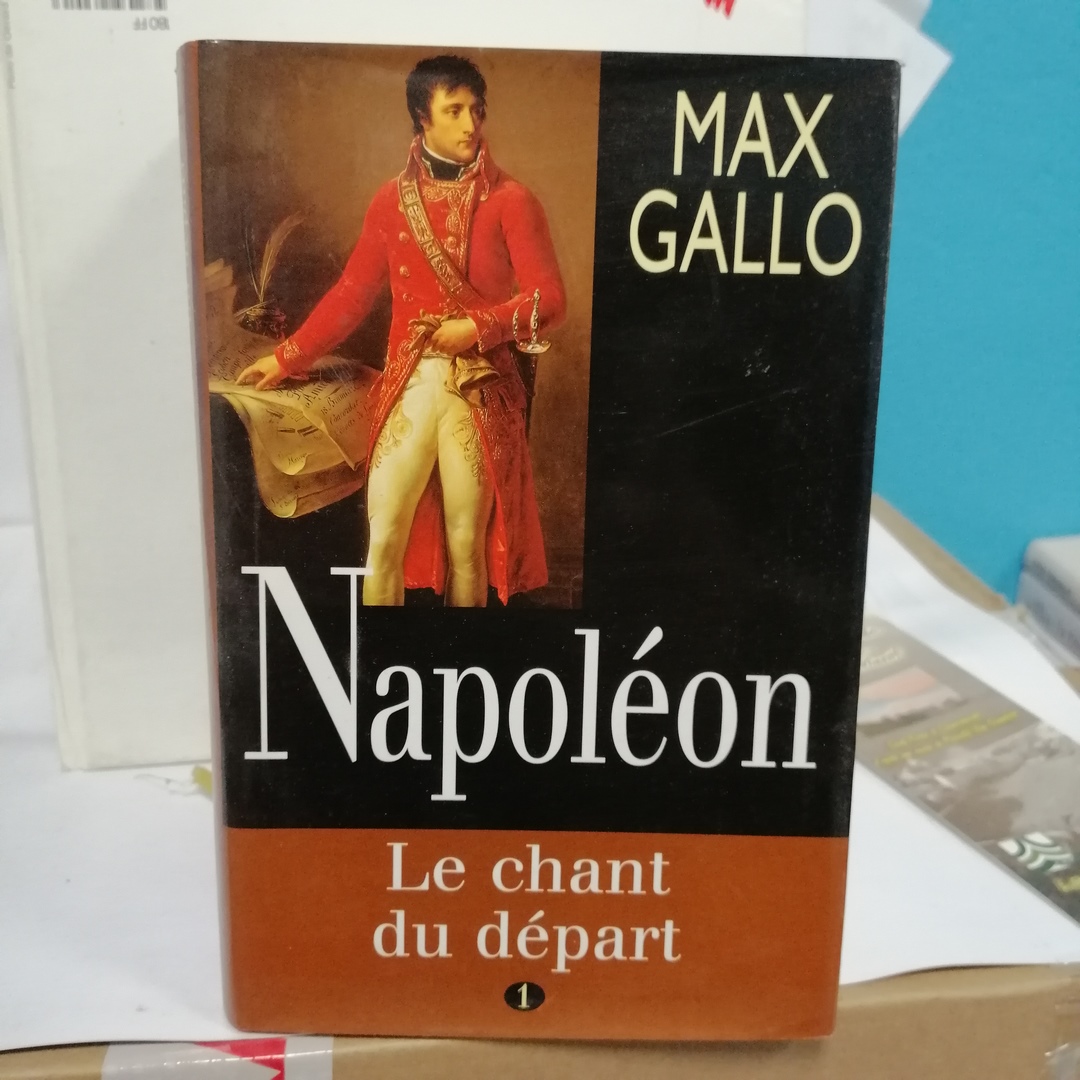 MAX
GALLO
Napoléon
Le chant
du départ
1